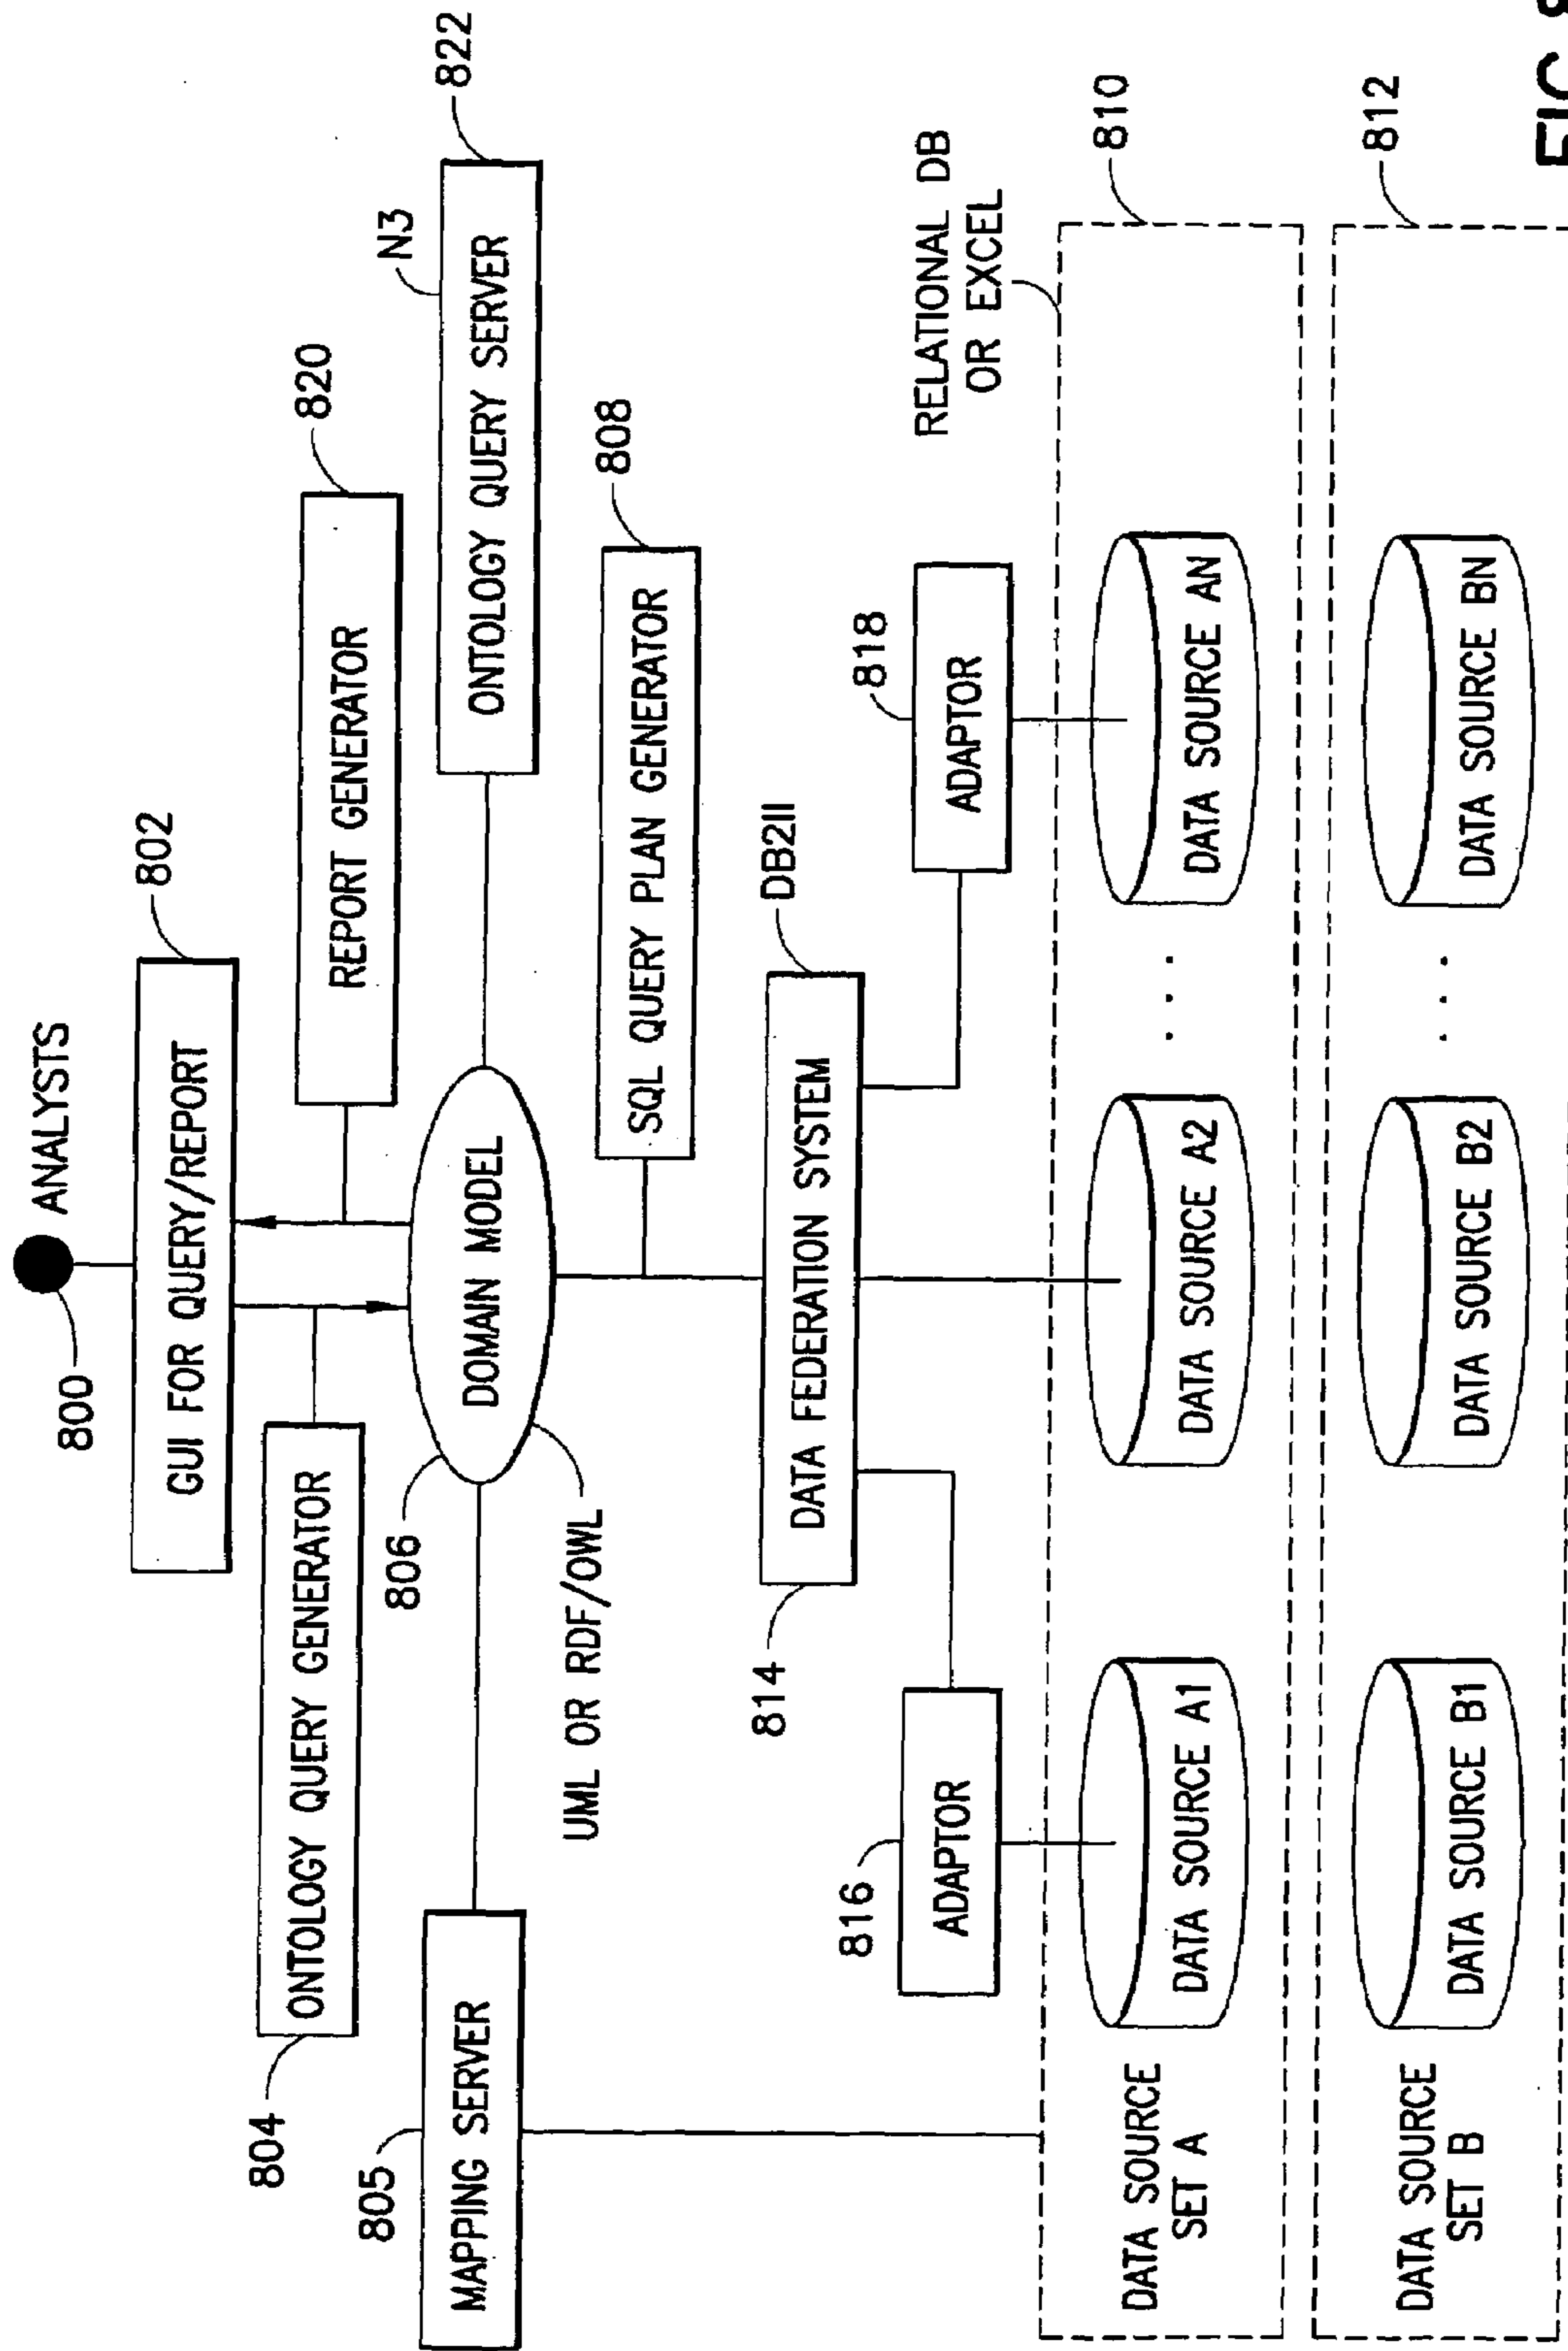 800
ANALYSTS
GUI FOR QUERY/REPORT
802
804
ONTOLOGY QUERY GENERATOR
REPORT GENERATOR
820
805
MAPPING SERVER
806
DOMAIN MODEL
UML OR RDF/OWL
N3
ONTOLOGY QUERY SERVER
822
SQL QUERY PLAN GENERATOR
808
814
DATA FEDERATION SYSTEM
DB2II
816
ADAPTOR
818
ADAPTOR
RELATIONAL DB
OR EXCEL
810
DATA SOURCE
SET A
DATA SOURCE A1
DATA SOURCE A2
...
DATA SOURCE AN
812
DATA SOURCE
SET B
DATA SOURCE B1
DATA SOURCE B2
...
DATA SOURCE BN
FIG.